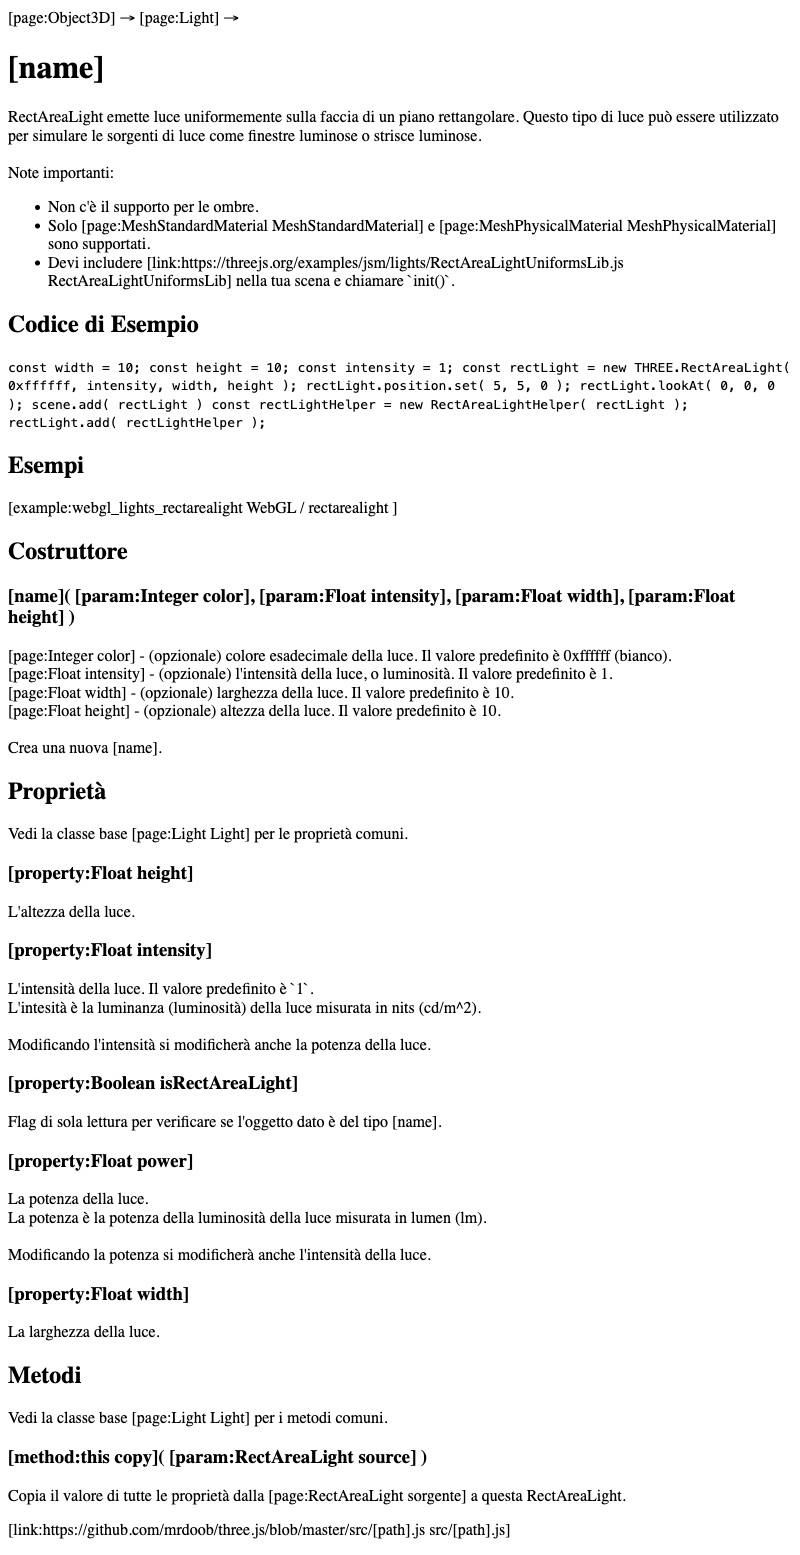 [page:Object3D] → [page:Light] →
[name]
RectAreaLight emette luce uniformemente sulla faccia di un piano rettangolare. Questo tipo di luce può essere utilizzato
per simulare le sorgenti di luce come finestre luminose o strisce luminose.
Note importanti:
• Non c'è il supporto per le ombre.
• Solo [page:MeshStandardMaterial MeshStandardMaterial] e [page:MeshPhysicalMaterial MeshPhysicalMaterial]
sono supportati.
• Devi includere [link:https://threejs.org/examples/jsm/lights/RectAreaLightUniformsLib.js
RectAreaLightUniformsLib] nella tua scena e chiamare `init()`.
Codice di Esempio
const width = 10; const height = 10; const intensity = 1; const rectLight = new THREE.RectAreaLight(
0xffffff, intensity, width, height ); rectLight.position.set( 5, 5, 0 ); rectLight.lookAt( 0, 0, 0
); scene.add( rectLight ) const rectLightHelper = new RectAreaLightHelper( rectLight );
rectLight.add( rectLightHelper );
Esempi
[example:webgl_lights_rectarealight WebGL / rectarealight ]
Costruttore
[name]( [param:Integer color], [param:Float intensity], [param:Float width], [param:Float
height] )
[page:Integer color] - (opzionale) colore esadecimale della luce. Il valore predefinito è 0xffffff (bianco).
[page:Float intensity] - (opzionale) l'intensità della luce, o luminosità. Il valore predefinito è 1.
[page:Float width] - (opzionale) larghezza della luce. Il valore predefinito è 10.
[page:Float height] - (opzionale) altezza della luce. Il valore predefinito è 10.
Crea una nuova [name].
Proprietà
Vedi la classe base [page:Light Light] per le proprietà comuni.
[property:Float height]
L'altezza della luce.
[property:Float intensity]
L'intensità della luce. Il valore predefinito è `1`.
L'intesità è la luminanza (luminosità) della luce misurata in nits (cd/m^2).
Modificando l'intensità si modificherà anche la potenza della luce.
[property:Boolean isRectAreaLight]
Flag di sola lettura per verificare se l'oggetto dato è del tipo [name].
[property:Float power]
La potenza della luce.
La potenza è la potenza della luminosità della luce misurata in lumen (lm).
Modificando la potenza si modificherà anche l'intensità della luce.
[property:Float width]
La larghezza della luce.
Metodi
Vedi la classe base [page:Light Light] per i metodi comuni.
[method:this copy]( [param:RectAreaLight source] )
Copia il valore di tutte le proprietà dalla [page:RectAreaLight sorgente] a questa RectAreaLight.
[link:https://github.com/mrdoob/three.js/blob/master/src/[path].js src/[path].js]